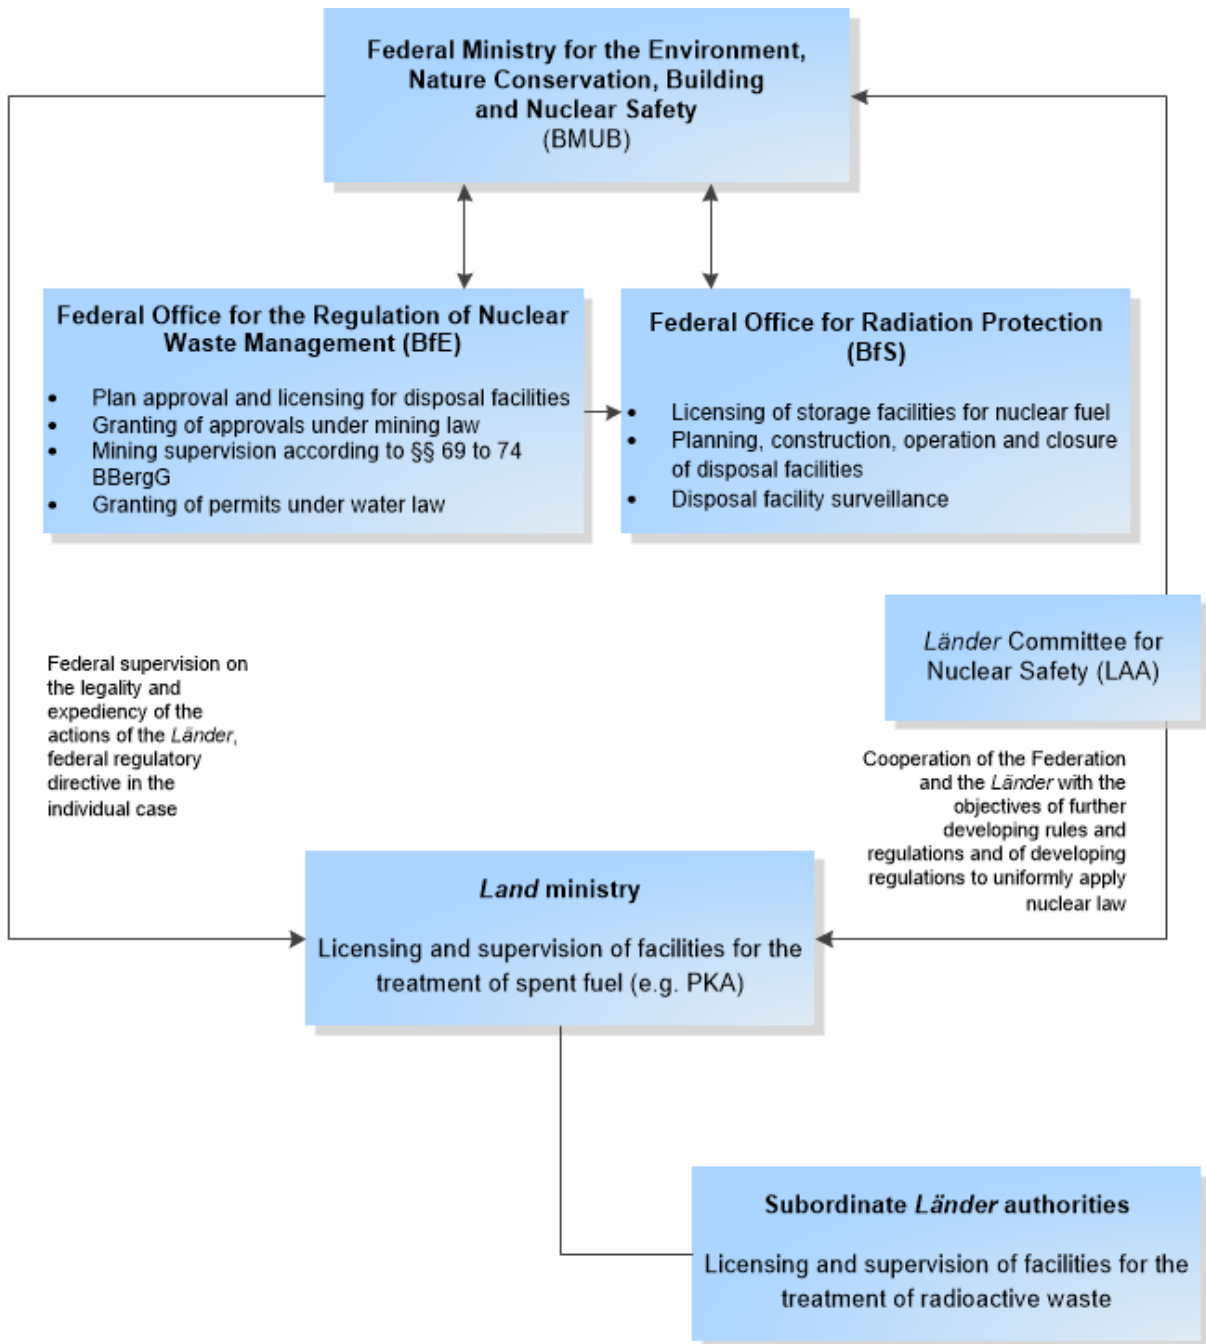 Federal Ministry for the Environment,
Nature Conservation, Building
and Nuclear Safety
(BMUB)
Federal Office for the Regulation of Nuclear
Waste Management (BfE)
• Plan approval and licensing for disposal facilities
• Granting of approvals under mining law
• Mining supervision according to §§ 69 to 74
BBergG
• Granting of permits under water law
Federal Office for Radiation Protection
(BfS)
• Licensing of storage facilities for nuclear fuel
• Planning, construction, operation and closure
of disposal facilities
• Disposal facility surveillance
Länder Committee for
Nuclear Safety (LAA)
Federal supervision on
the legality and
expediency of the
actions of the Länder,
federal regulatory
directive in the
individual case
Cooperation of the Federation
and the Länder with the
objectives of further
developing rules and
regulations and of developing
regulations to uniformly apply
nuclear law
Land ministry
Licensing and supervision of facilities for the
treatment of spent fuel (e.g. PKA)
Subordinate Länder authorities
Licensing and supervision of facilities for the
treatment of radioactive waste